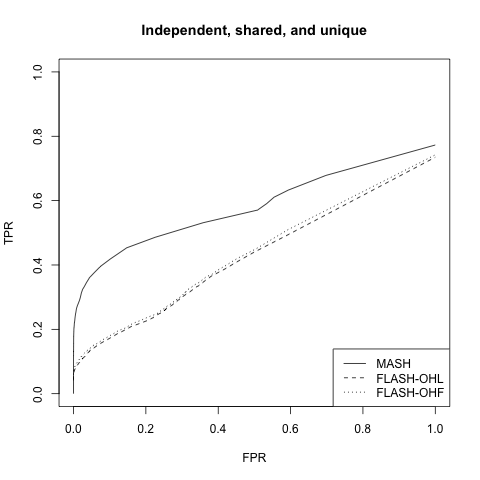 Independent, shared, and unique
TPR
1.0
0.8
0.6
0.4
0.2
0.0
MASH
FLASH-OHL
FLASH-OHF
0.0 0.2 0.4 0.6 0.8 1.0
FPR